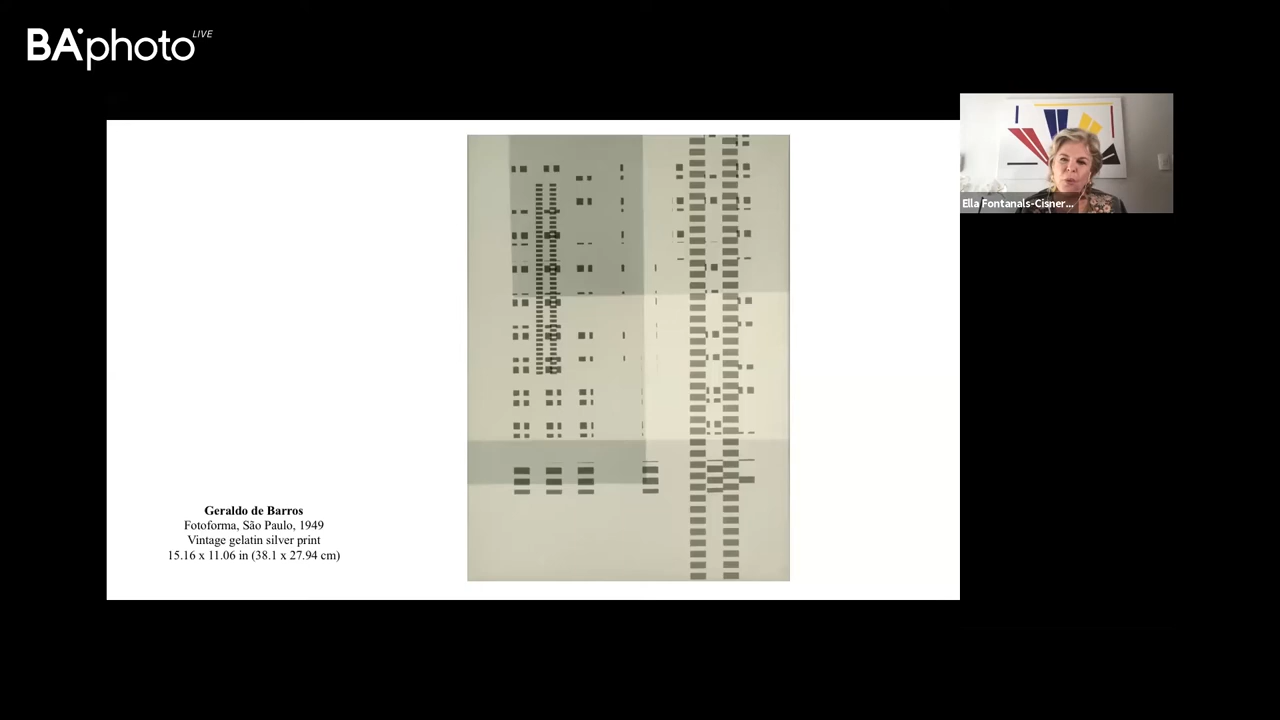 BAphoto LIVE
Ella Fontanals-Cisner...
Geraldo de Barros
Fotoforma, São Paulo, 1949
Vintage gelatin silver print
15.16 x 11.06 in (38.1 x 27.94 cm)